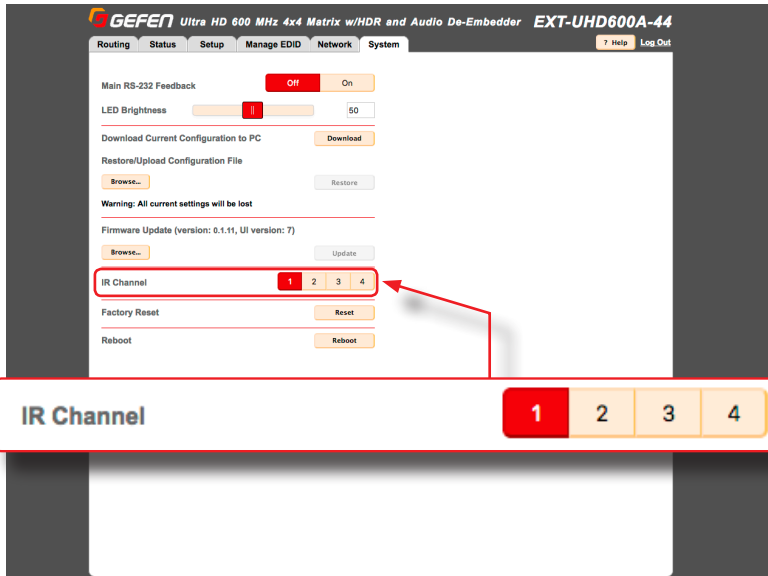 GEFEN Ultra HD 600 MHz 4x4 Matrix w/HDR and Audio De-Embedder EXT-UHD600A-44
Routing Status Setup Manage EDID Network System ? Help Log Out
Main RS-232 Feedback Off On
LED Brightness 50
Download Current Configuration to PC Download
Restore/Upload Configuration File
Browse... Restore
Warning: All current settings will be lost
Firmware Update (version: 0.1.11, UI version: 7)
Browse... Update
IR Channel 1 2 3 4
Factory Reset Reset
Reboot Reboot
IR Channel 1 2 3 4